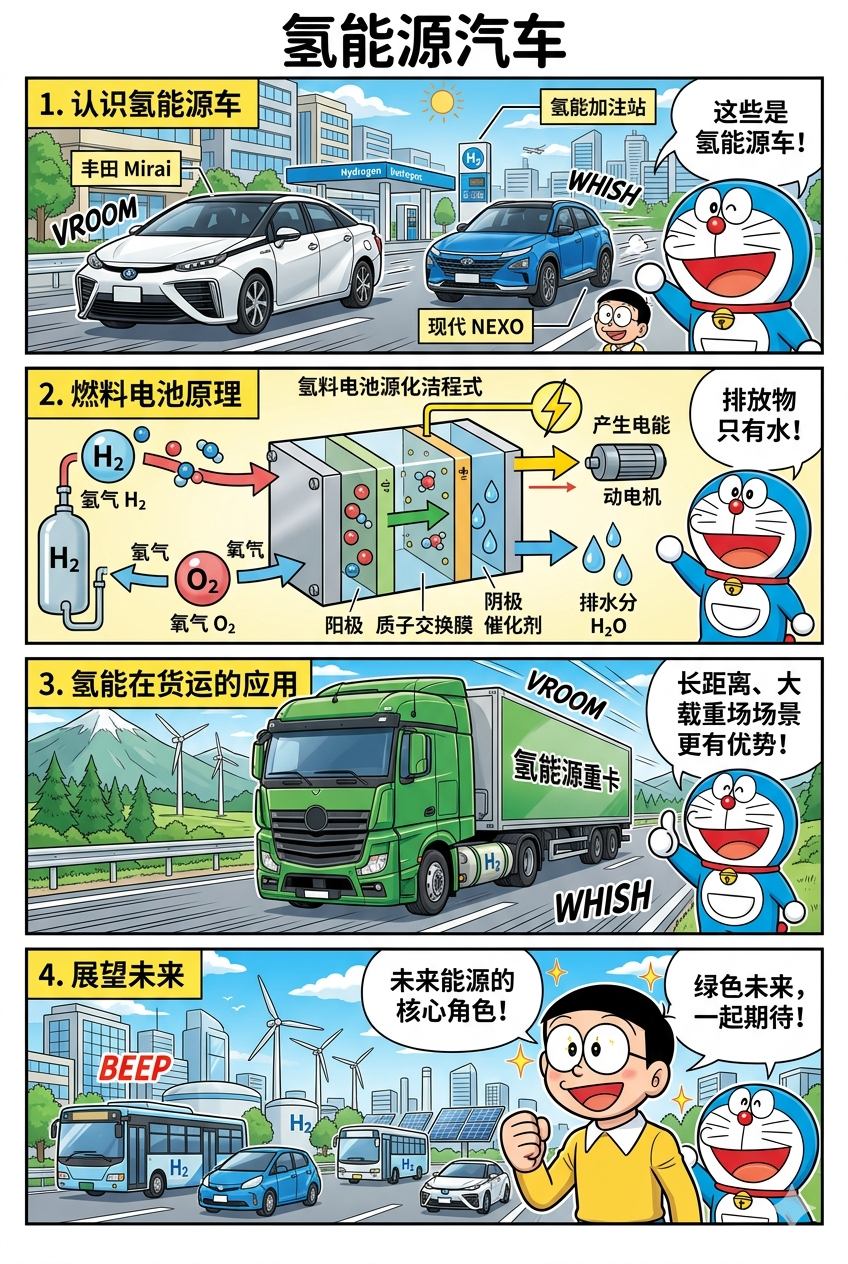 氢能源汽车
1. 认识氢能源车
氢能加注站
这些是
氢能源车!
丰田 Mirai
H₂
Hydrogen
VROOM
WHISH
现代 NEXO
2. 燃料电池原理
氢料电池源化洁程式
排放物
只有水!
H₂
氢气 H₂
产生电能
动电机
H₂
氢气
O₂
氧气
氧气 O₂
阳极
质子交换膜
阴极
催化剂
排水分
H₂O
3. 氢能在货运的应用
VROOM
长距离、大
载重场场景
更有优势!
氢能源重卡
H₂
WHISH
4. 展望未来
未来能源的
核心角色!
绿色未来,
一起期待!
BEEP
H₂
H₂